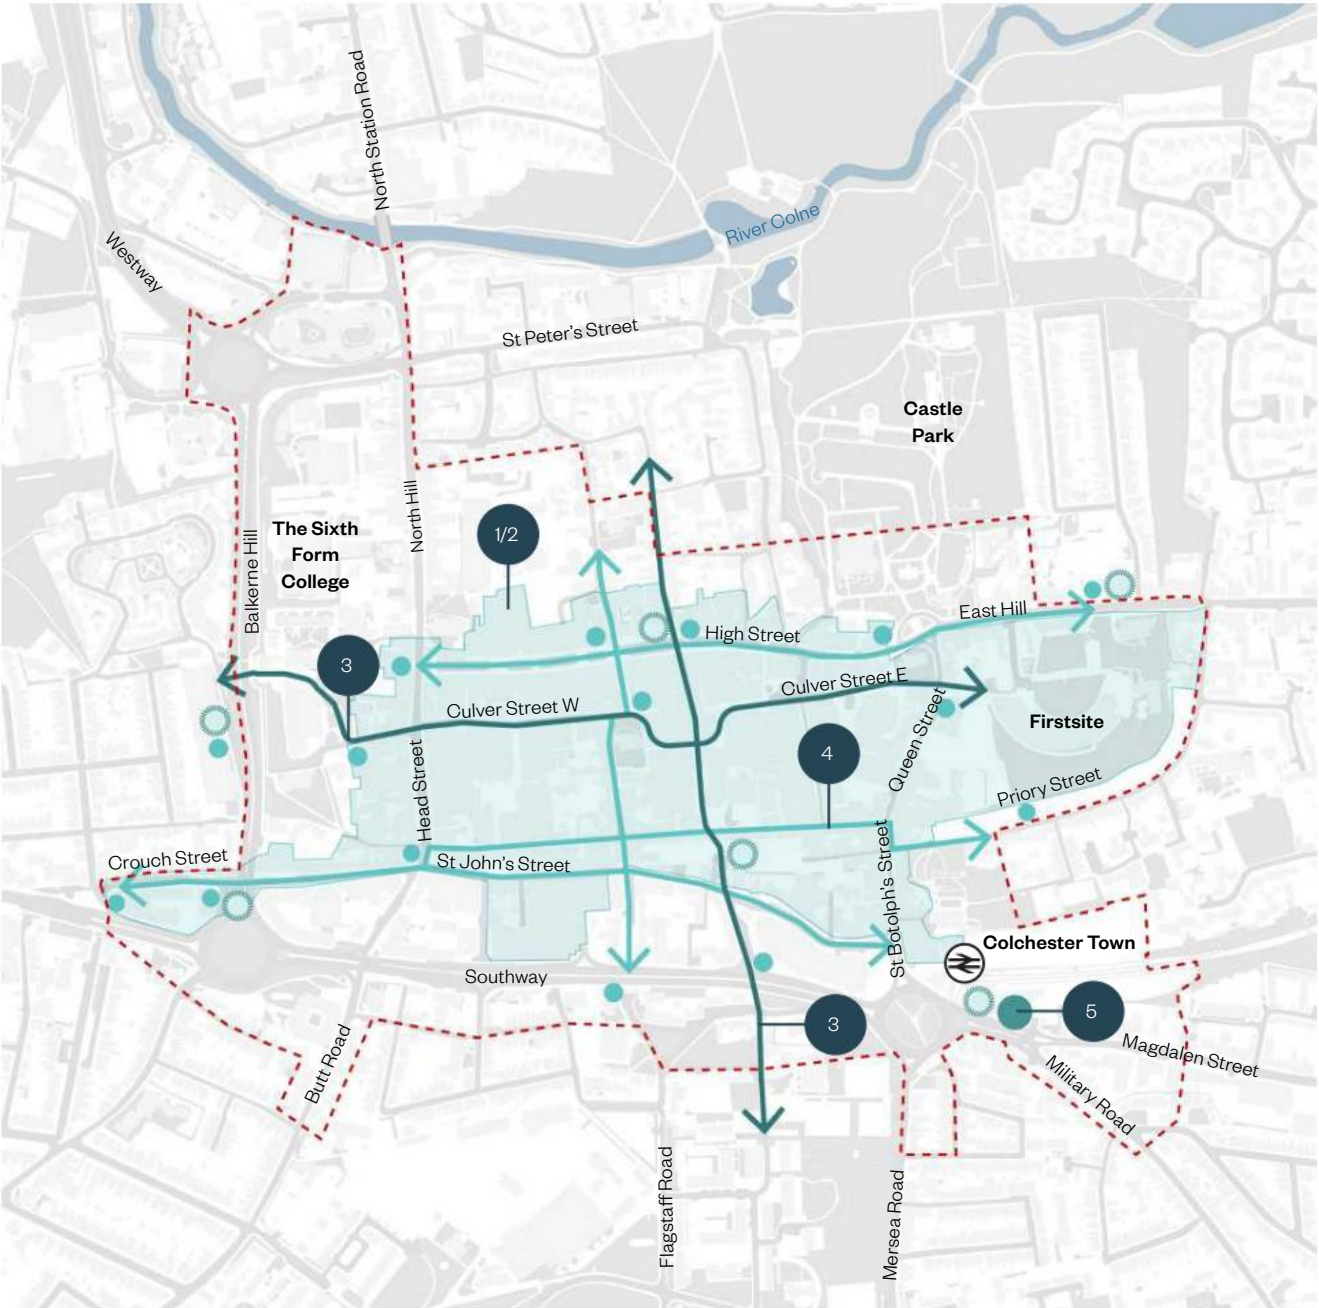 North Station Road
River Colne
Westway
St Peter's Street
Castle
Park
North Hill
The Sixth
Form
College
1/2
Balkerne Hill
East Hill
High Street
3
Culver Street E
Culver Street W
Queen Street
Firstsite
4
Head Street
Priory Street
Crouch Street
St John's Street
St Botolph's Street
Colchester Town
Southway
3
5
Magdalen Street
Butt Road
Military Road
Flagstaff Road
Mersea Road